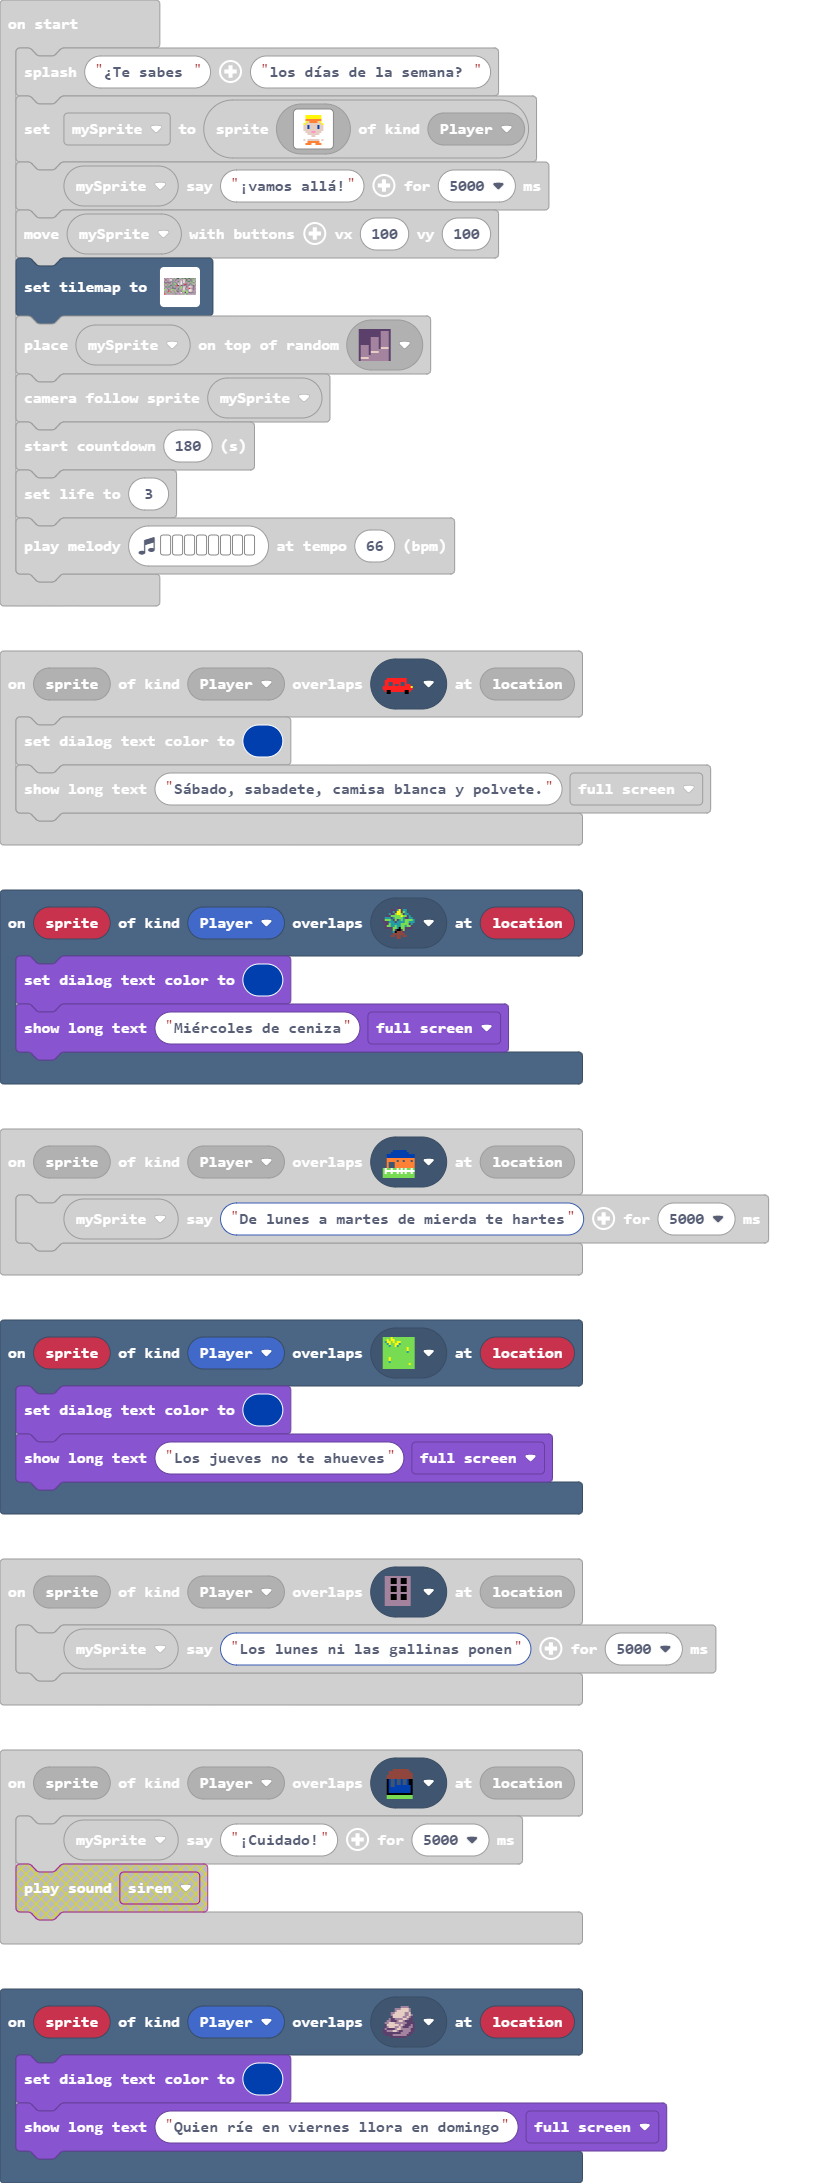 on start
splash "¿Te sabes " "los días de la semana? "
set mySprite to sprite of kind Player
mySprite say "¡vamos allá!" for 5000 ms
move mySprite with buttons vx 100 vy 100
set tilemap to
place mySprite on top of random
camera follow sprite mySprite
start countdown 180 (s)
set life to 3
play melody at tempo 66 (bpm)
on sprite of kind Player overlaps at location
set dialog text color to
show long text "Sábado, sabadete, camisa blanca y polvete." full screen
on sprite of kind Player overlaps at location
set dialog text color to
show long text "Miércoles de ceniza" full screen
on sprite of kind Player overlaps at location
mySprite say "De lunes a martes de mierda te hartes" for 5000 ms
on sprite of kind Player overlaps at location
set dialog text color to
show long text "Los jueves no te ahueves" full screen
on sprite of kind Player overlaps at location
mySprite say "Los lunes ni las gallinas ponen" for 5000 ms
on sprite of kind Player overlaps at location
mySprite say "¡Cuidado!" for 5000 ms
play sound siren
on sprite of kind Player overlaps at location
set dialog text color to
show long text "Quien ríe en viernes llora en domingo" full screen